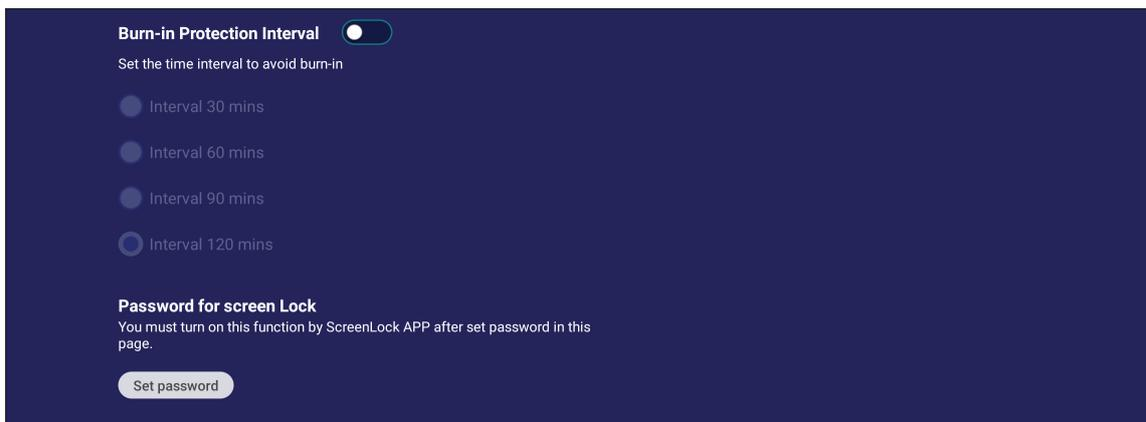 Burn-in Protection Interval
Set the time interval to avoid burn-in
Interval 30 mins
Interval 60 mins
Interval 90 mins
Interval 120 mins
Password for screen Lock
You must turn on this function by ScreenLock APP after set password in this
page.
Set password